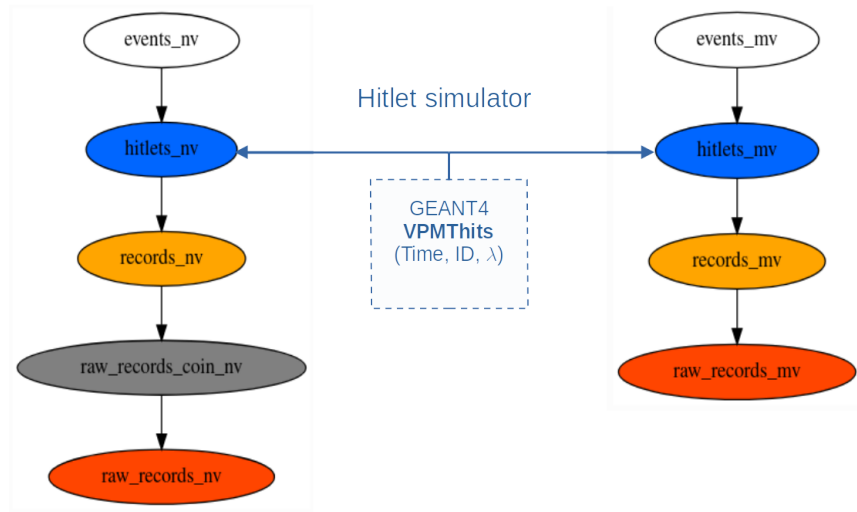 events_nv
hitlets_nv
records_nv
raw_records_coin_nv
raw_records_nv
Hitlet simulator
GEANT4
VPMThits
(Time, ID, λ)
events_mv
hitlets_mv
records_mv
raw_records_mv